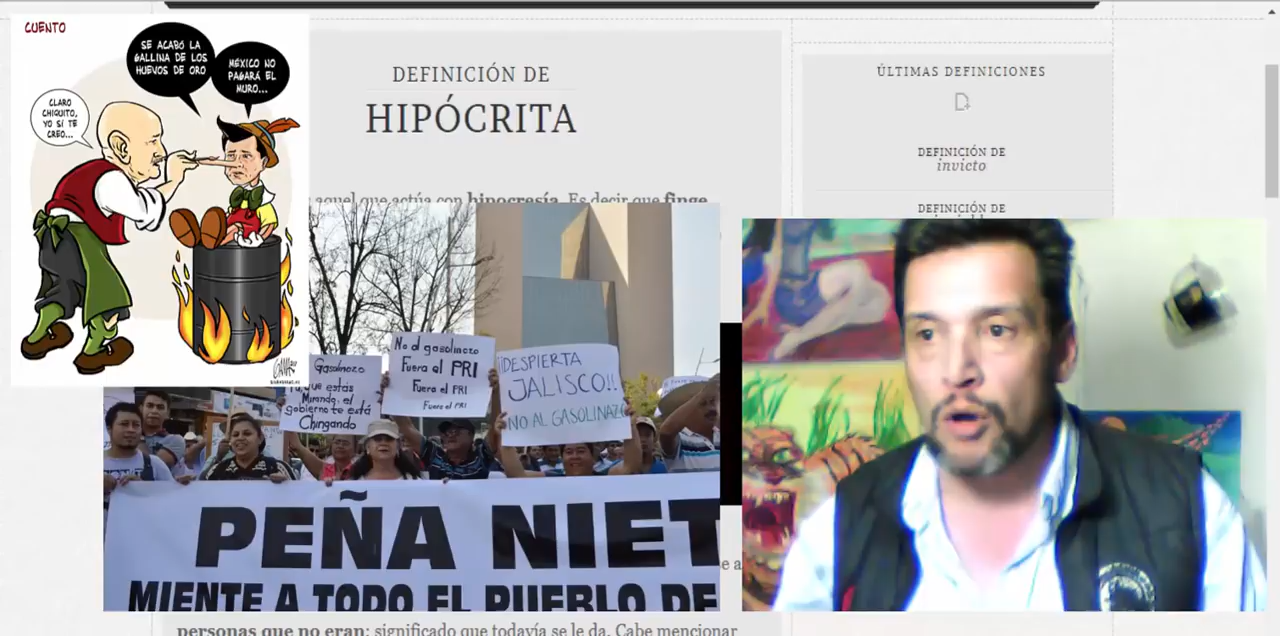 CUENTO
SE ACABÓ LA
GALLINA DE LOS
HUEVOS DE ORO
MÉXICO NO
PAGARÁ EL
MURO...
CLARO
CHIQUITO,
YO SÍ TE
CREO...
DEFINICIÓN DE
HIPÓCRITA
aquel que actúa con hipocresía. Es decir que finge
ÚLTIMAS DEFINICIONES
DEFINICIÓN DE
invicto
DEFINICIÓN DE
Gasolinazo
que estás
Mirando, el
gobierno te está
Chingando
No al gasolinazo
Fuera el PRI
Fuera el PRI
Fuera el PRI
¡DESPIERTA
JALISCO!!
NO AL GASOLINAZO
PEÑA NIET
MIENTE A TODO EL PUEBLO DE
personas que no eran; significado que todavía se le da. Cabe mencionar